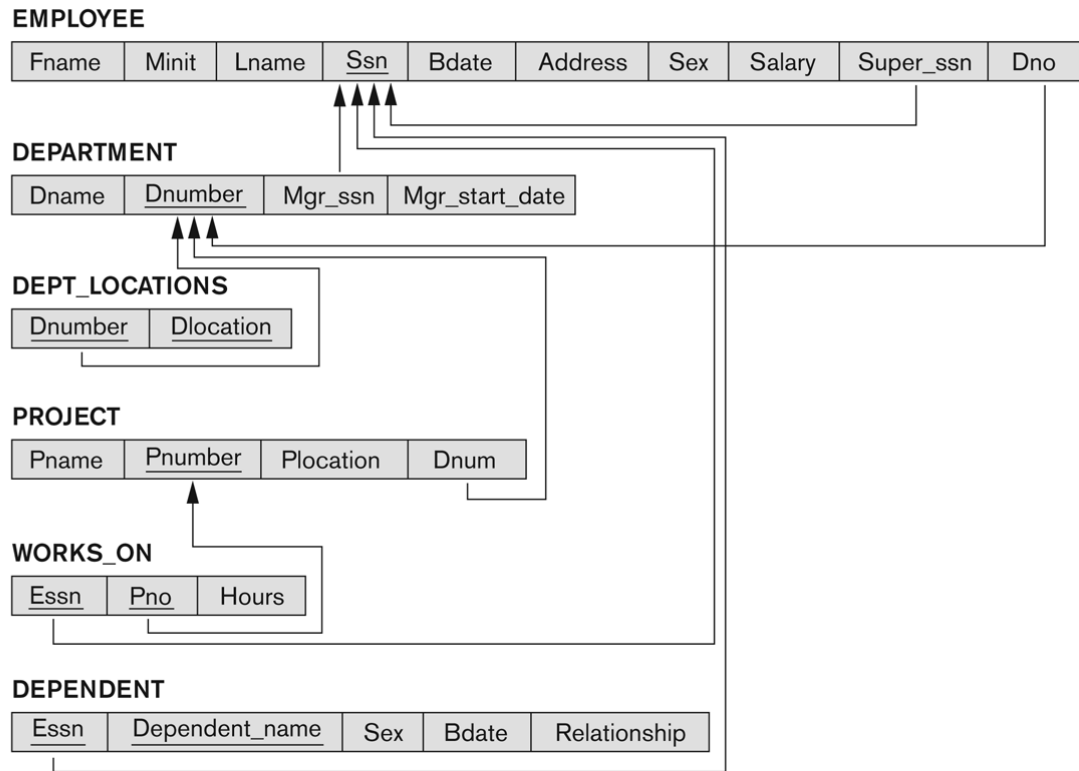 EMPLOYEE
Fname Minit Lname Ssn Bdate Address Sex Salary Super_ssn Dno
DEPARTMENT
Dname Dnumber Mgr_ssn Mgr_start_date
DEPT_LOCATIONS
Dnumber Dlocation
PROJECT
Pname Pnumber Plocation Dnum
WORKS_ON
Essn Pno Hours
DEPENDENT
Essn Dependent_name Sex Bdate Relationship